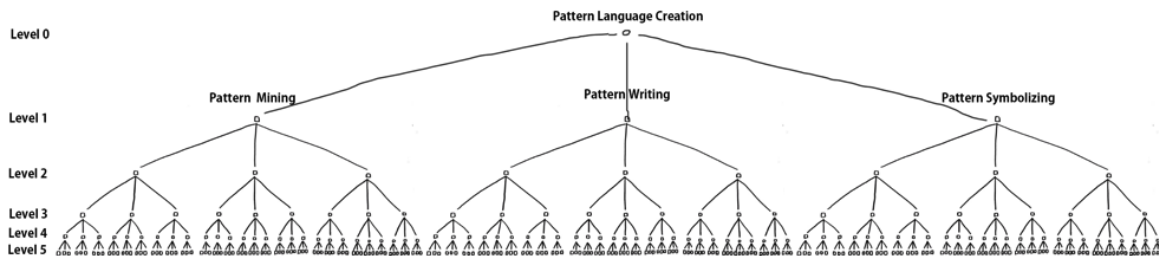 Pattern Language Creation
Level 0
Pattern Mining
Pattern Writing
Pattern Symbolizing
Level 1
Level 2
Level 3
Level 4
Level 5